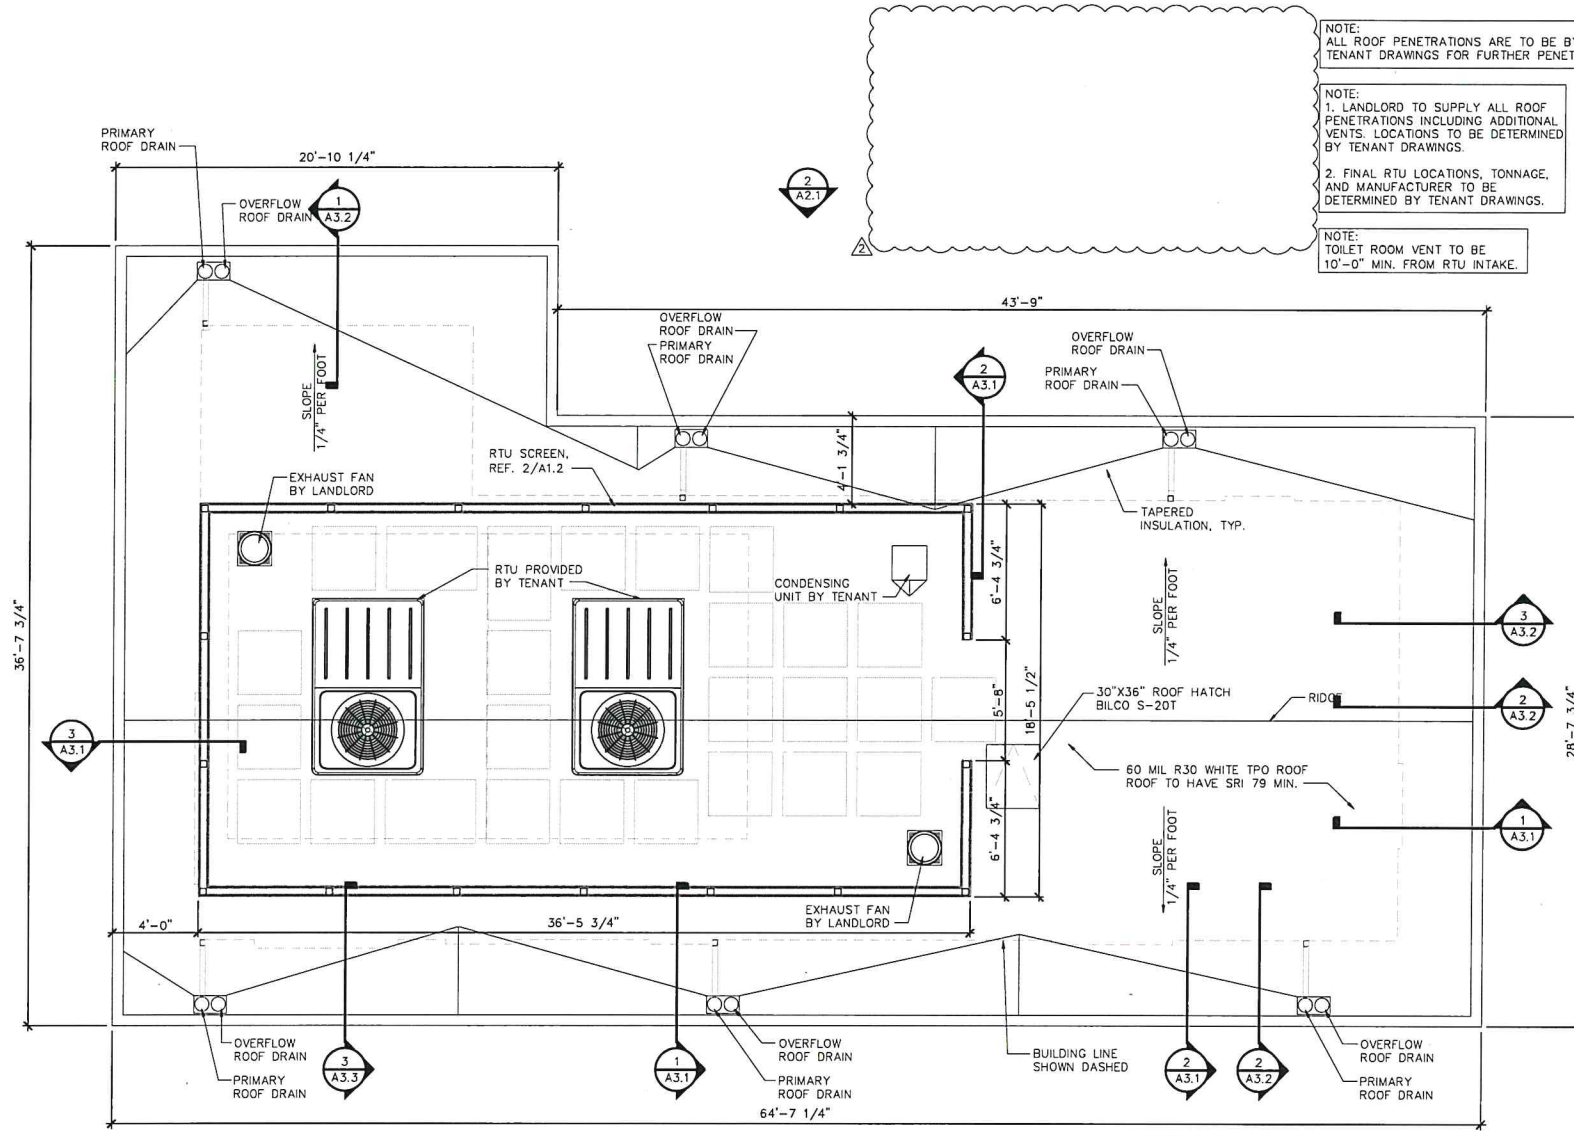 NOTE:
ALL ROOF PENETRATIONS ARE TO BE
TENANT DRAWINGS FOR FURTHER
NOTE:
1. LANDLORD TO SUPPLY ALL ROOF
PENETRATIONS INCLUDING ADDITIONAL
VENTS. LOCATIONS TO BE DETERMINED
BY TENANT DRAWINGS.
2. FINAL RTU LOCATIONS, TONNAGE,
AND MANUFACTURER TO BE
DETERMINED BY TENANT DRAWINGS.
NOTE:
TOILET ROOM VENT TO BE
10'-0" MIN. FROM RTU INTAKE.
2
2
A2.1
PRIMARY
ROOF DRAIN
20'-10 1/4"
OVERFLOW
ROOF DRAIN
1
A3.2
43'-9"
OVERFLOW
ROOF DRAIN
PRIMARY
ROOF DRAIN
OVERFLOW
ROOF DRAIN
PRIMARY
ROOF DRAIN
2
A3.1
SLOPE
1/4" PER FOOT
4'-1 3/4"
RTU SCREEN,
REF. 2/A1.2
EXHAUST FAN
BY LANDLORD
TAPERED
INSULATION, TYP.
RTU PROVIDED
BY TENANT
CONDENSING
UNIT BY TENANT
6'-4 3/4"
SLOPE
1/4" PER FOOT
36'-7 3/4"
3
A3.2
5'-8"
18'-5 1/2"
30"X36" ROOF HATCH
BILCO S-20T
RIDGE
2
A3.2
28'-7 3/4"
3
A3.1
60 MIL R30 WHITE TPO ROOF
ROOF TO HAVE SRI 79 MIN.
6'-4 3/4"
1
A3.1
SLOPE
1/4" PER FOOT
EXHAUST FAN
BY LANDLORD
4'-0"
36'-5 3/4"
OVERFLOW
ROOF DRAIN
PRIMARY
ROOF DRAIN
3
A3.3
1
A3.1
OVERFLOW
ROOF DRAIN
PRIMARY
ROOF DRAIN
BUILDING LINE
SHOWN DASHED
2
A3.1
2
A3.2
OVERFLOW
ROOF DRAIN
PRIMARY
ROOF DRAIN
64'-7 1/4"